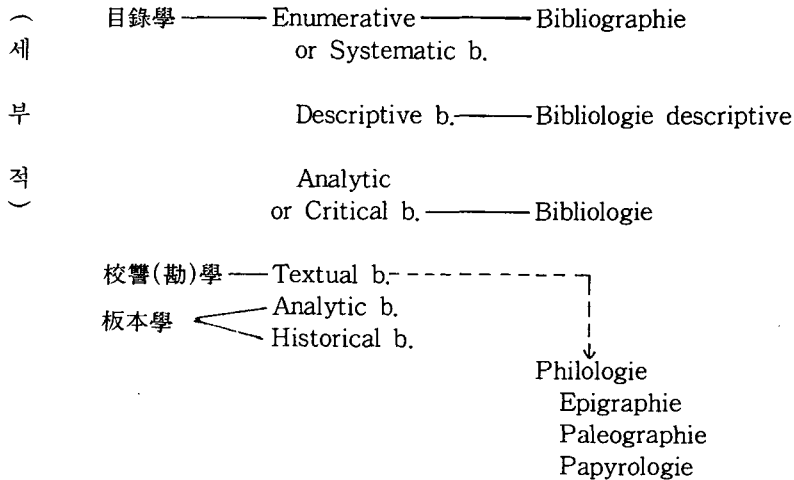 (세부적)
目錄學 Enumerative Bibliographie
or Systematic b.
Descriptive b. Bibliologie descriptive
Analytic
or Critical b. Bibliologie
校讐(勘)學 Textual b.
板本學 Analytic b.
Historical b.
Philologie
Epigraphie
Paleographie
Papyrologie